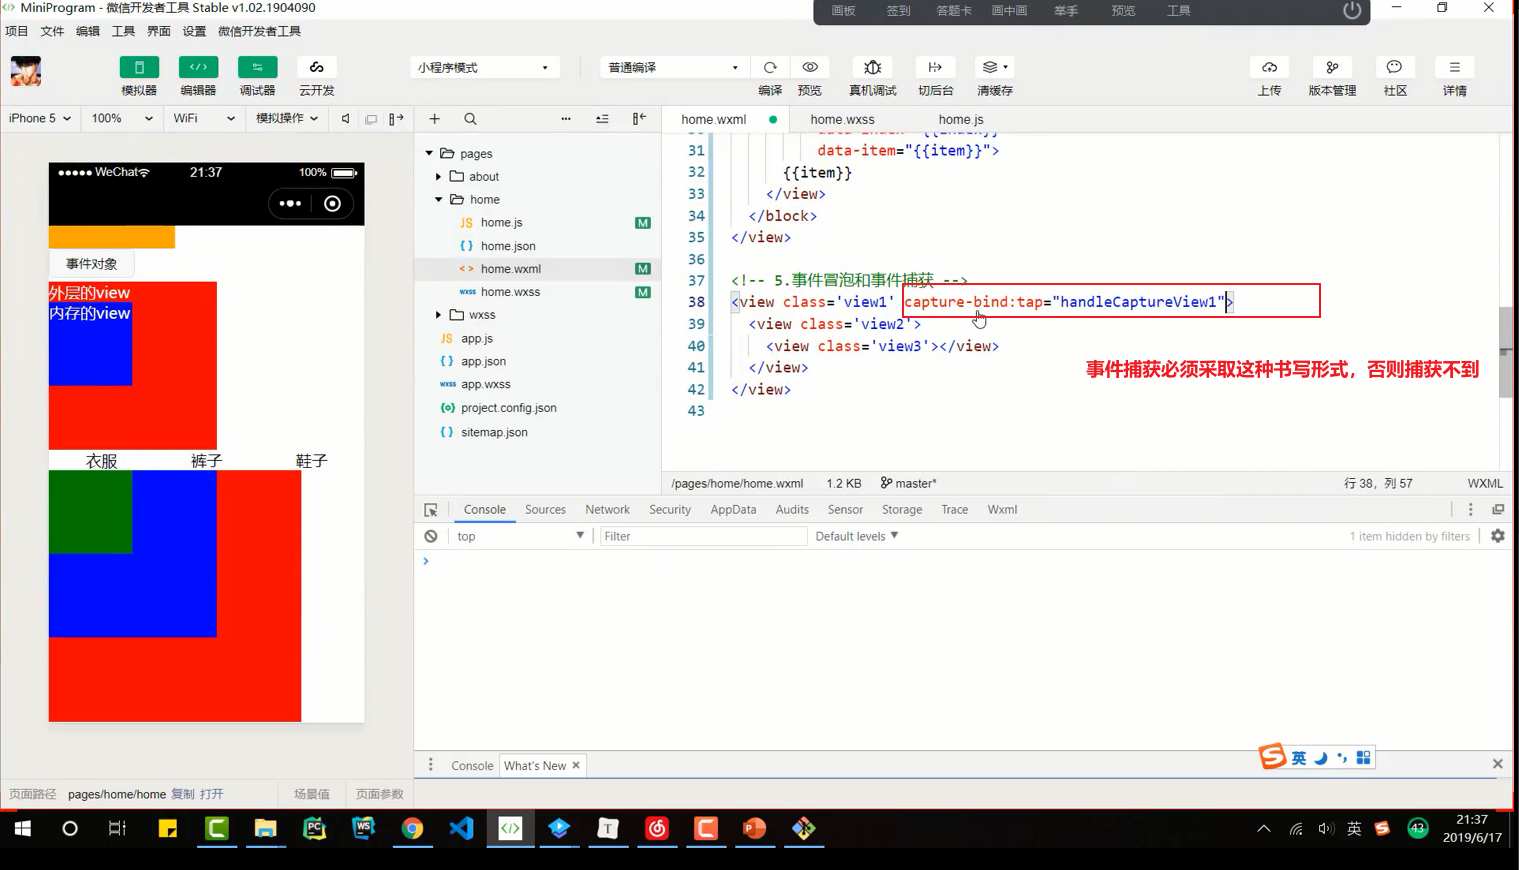 MiniProgram - 微信开发者工具 Stable v1.02.1904090
画板 签到 答题卡 画中画 举手 预览 工具
项目 文件 编辑 工具 界面 设置 微信开发者工具
小程序模式 普通编译
模拟器 编辑器 调试器 云开发 编译 预览 真机调试 切后台 清缓存 上传 版本管理 社区 详情
iPhone 5 100% WiFi 模拟操作
home.wxml home.wxss home.js
WeChat 21:37 100%
事件对象
外层的view
内存的view
衣服 裤子 鞋子
pages
about
home
JS home.js M
{ } home.json
<> home.wxml M
wxss home.wxss M
wxss
JS app.js
{ } app.json
wxss app.wxss
{o} project.config.json
{ } sitemap.json
31 data-item="{{item}}">
32 {{item}}
33 </view>
34 </block>
35 </view>
36
37 <!-- 5.事件冒泡和事件捕获 -->
38 <view class='view1' capture-bind:tap="handleCaptureView1">
39 <view class='view2'>
40 <view class='view3'></view>
41 </view>
42 </view>
43
事件捕获必须采取这种书写形式，否则捕获不到
/pages/home/home.wxml 1.2 KB master* 行 38，列 57 WXML
Console Sources Network Security AppData Audits Sensor Storage Trace Wxml
top Filter Default levels 1 item hidden by filters
Console What's New
英
页面路径 pages/home/home 复制 打开 场景值 页面参数
英 43 21:37
2019/6/17